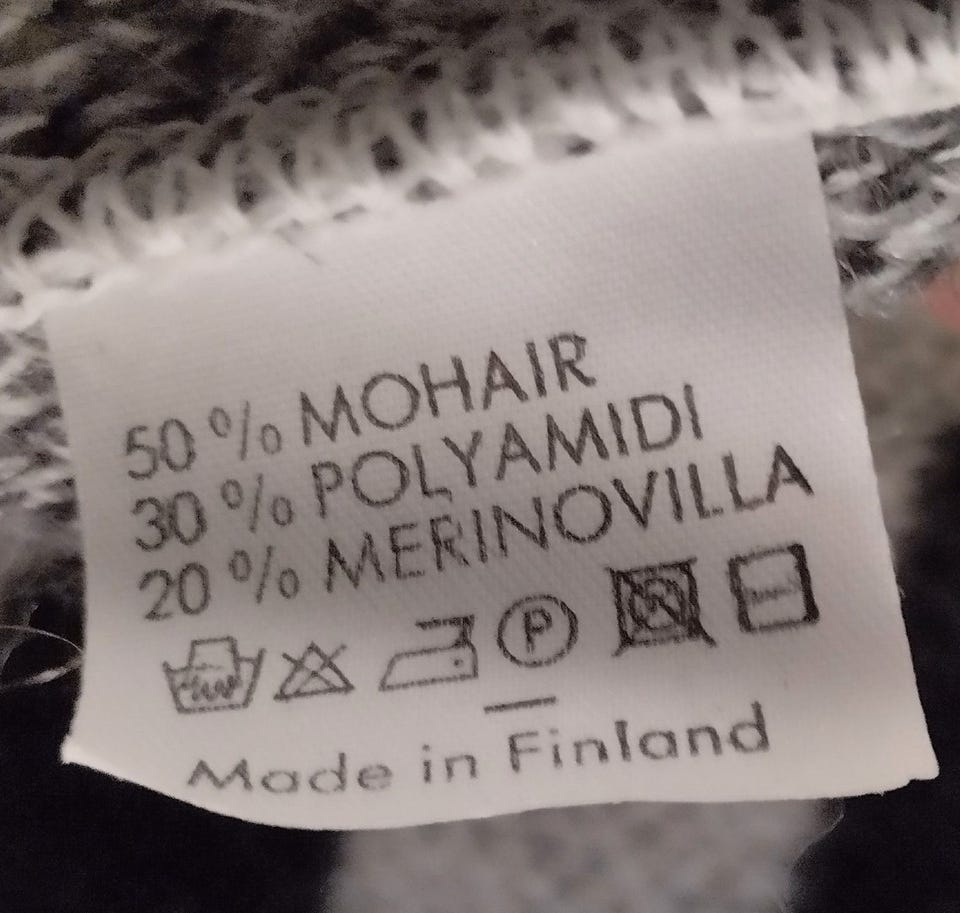 50 % MOHAIR
30 % POLYAMIDI
20 % MERINOVILLA
P
Made in Finland